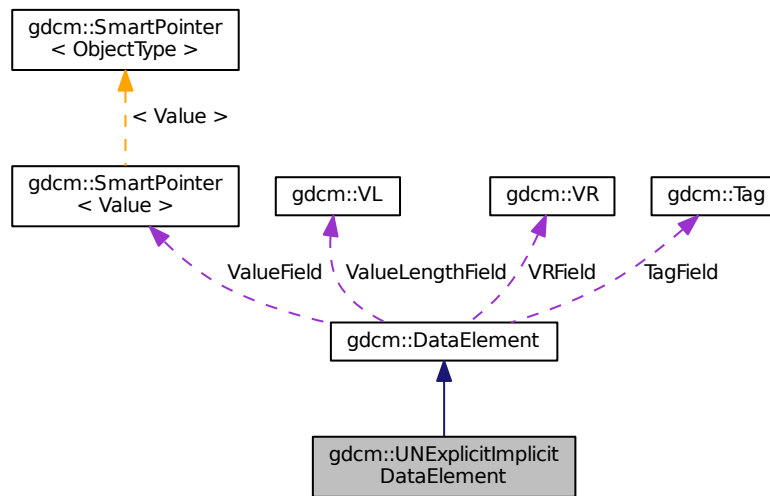 gdcm::SmartPointer
< ObjectType >
< Value >
gdcm::SmartPointer
< Value >
gdcm::VL
gdcm::VR
gdcm::Tag
ValueField
ValueLengthField
VRField
TagField
gdcm::DataElement
gdcm::UNExplicitImplicit
DataElement